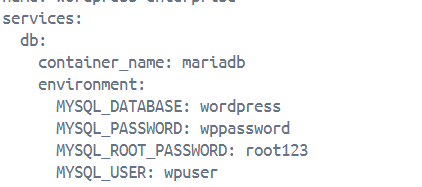 services:
  db:
    container_name: mariadb
    environment:
      MYSQL_DATABASE: wordpress
      MYSQL_PASSWORD: wppassword
      MYSQL_ROOT_PASSWORD: root123
      MYSQL_USER: wpuser